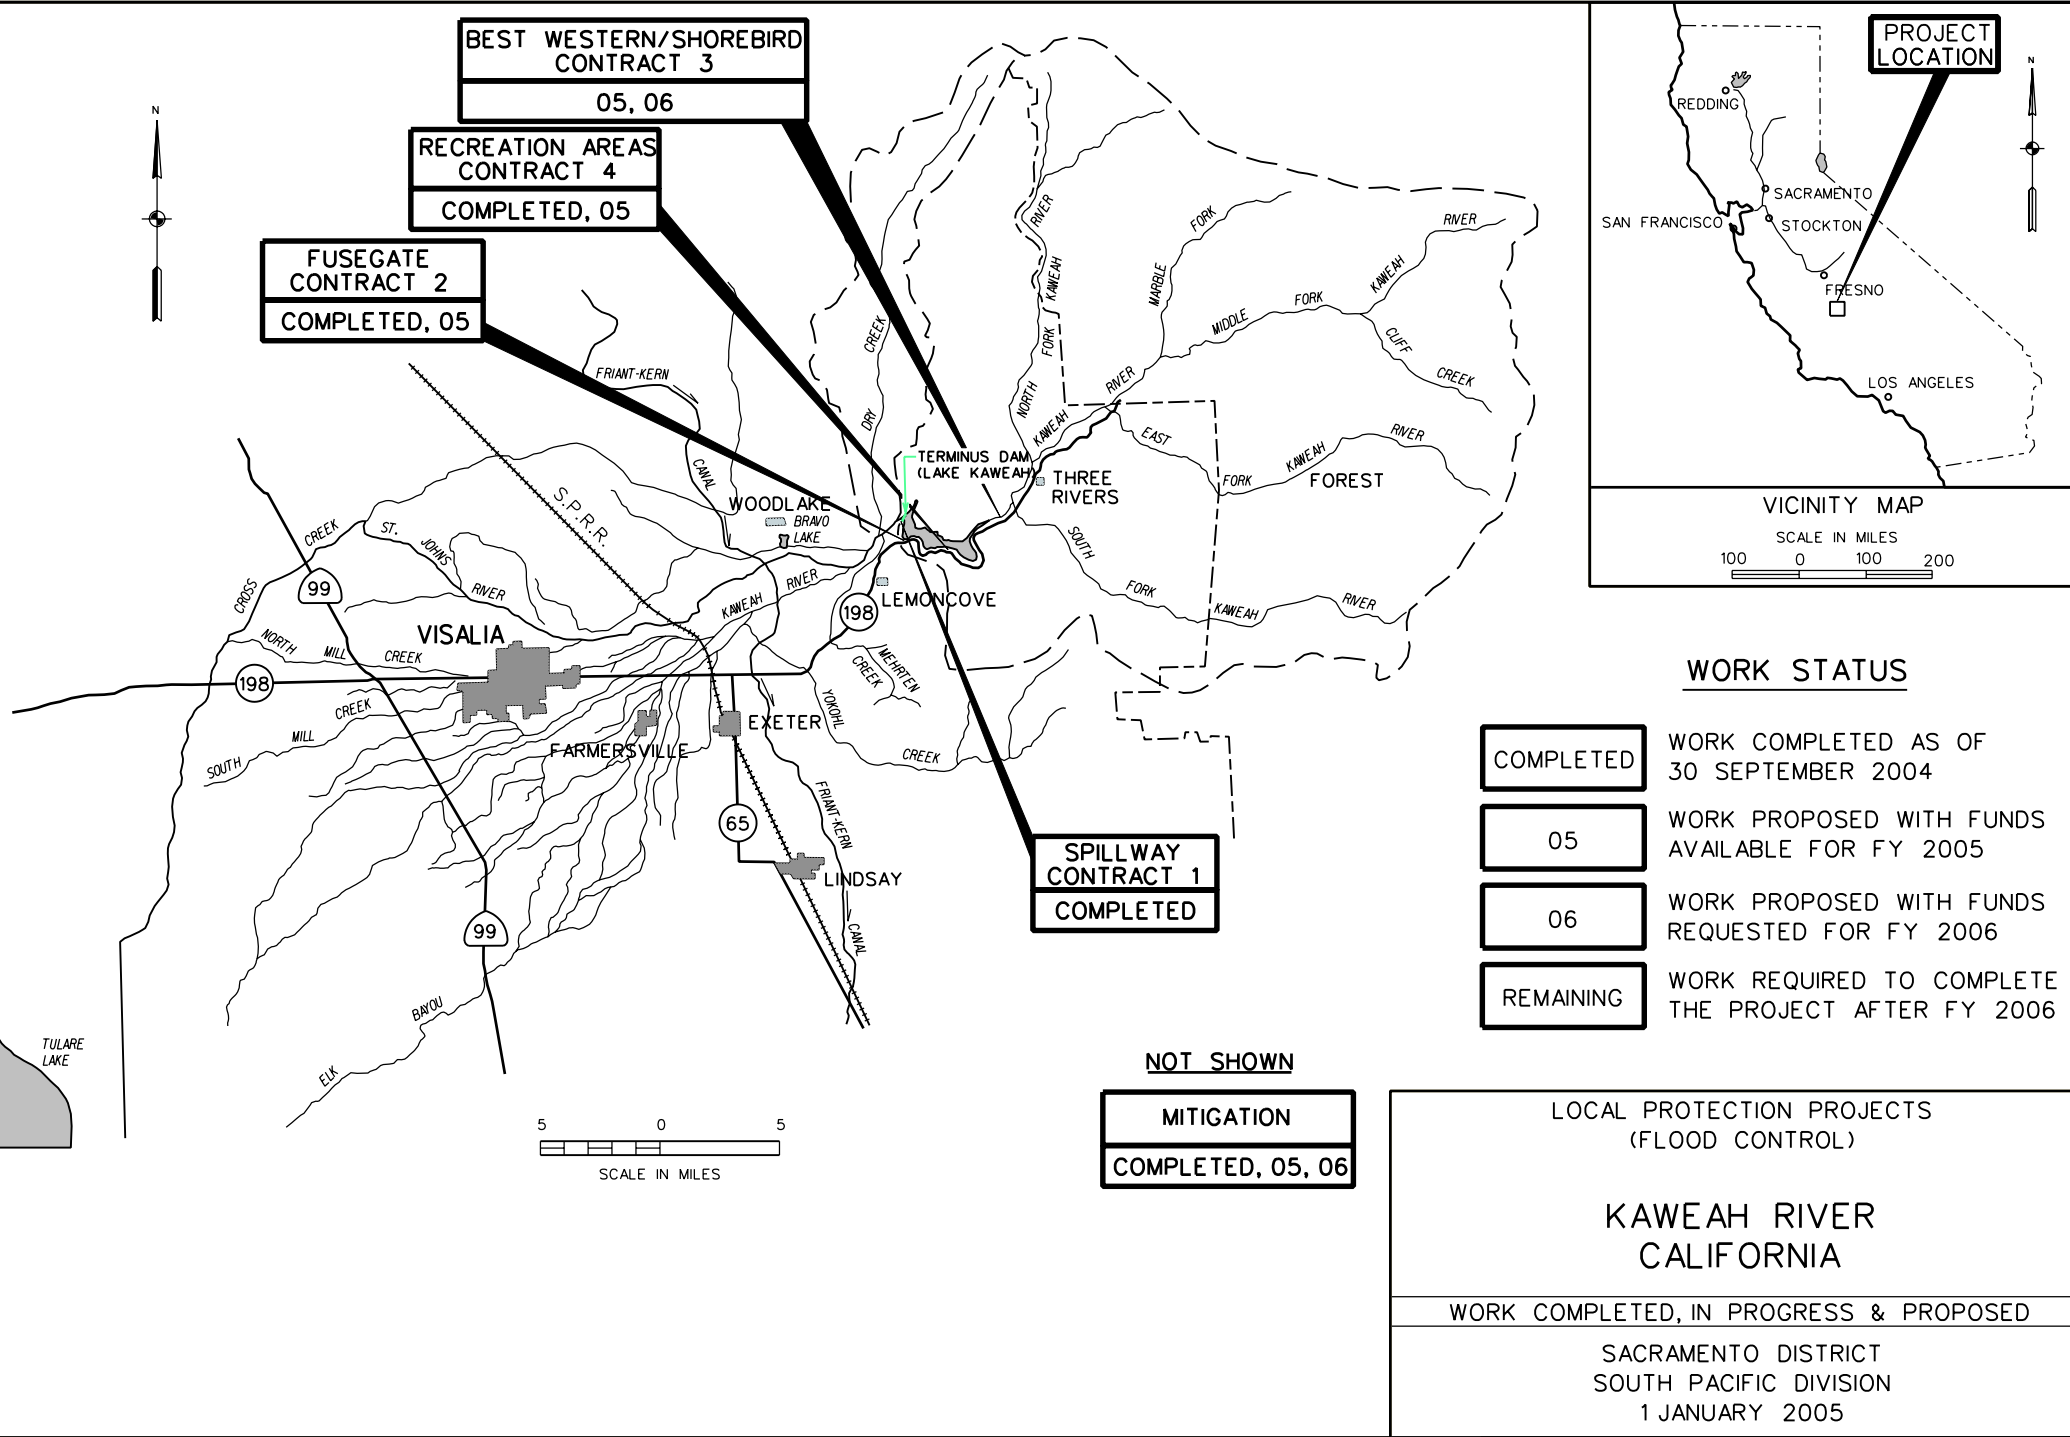 BEST WESTERN/SHOREBIRD
CONTRACT 3
05, 06
RECREATION AREAS
CONTRACT 4
COMPLETED, 05
FUSEGATE
CONTRACT 2
COMPLETED, 05
N
FRIANT-KERN
CANAL
S.P.R.R.
DRY
CREEK
NORTH
FORK
KAWEAH
RIVER
MARBLE
FORK
MIDDLE
FORK
KAWEAH
RIVER
CLIFF
CREEK
KAWEAH
RIVER
EAST
FORK
KAWEAH
RIVER
FOREST
TERMINUS DAM
(LAKE KAWEAH)
THREE
RIVERS
SOUTH
FORK
KAWEAH
RIVER
WOODLAKE
BRAVO
LAKE
LEMONCOVE
198
KAWEAH
RIVER
CROSS
CREEK
ST.
JOHNS
RIVER
99
VISALIA
NORTH
MILL
CREEK
198
SOUTH
MILL
CREEK
FARMERSVILLE
EXETER
MEHRTEN
CREEK
YOKOHL
CREEK
65
FRIANT-KERN
CANAL
LINDSAY
99
ELK
BAYOU
TULARE
LAKE
SPILLWAY
CONTRACT 1
COMPLETED
5 0 5
SCALE IN MILES
NOT SHOWN
MITIGATION
COMPLETED, 05, 06
PROJECT
LOCATION
N
REDDING
SACRAMENTO
SAN FRANCISCO
STOCKTON
FRESNO
LOS ANGELES
VICINITY MAP
SCALE IN MILES
100 0 100 200
WORK STATUS
COMPLETED
WORK COMPLETED AS OF
30 SEPTEMBER 2004
05
WORK PROPOSED WITH FUNDS
AVAILABLE FOR FY 2005
06
WORK PROPOSED WITH FUNDS
REQUESTED FOR FY 2006
REMAINING
WORK REQUIRED TO COMPLETE
THE PROJECT AFTER FY 2006
LOCAL PROTECTION PROJECTS
(FLOOD CONTROL)
KAWEAH RIVER
CALIFORNIA
WORK COMPLETED, IN PROGRESS & PROPOSED
SACRAMENTO DISTRICT
SOUTH PACIFIC DIVISION
1 JANUARY 2005